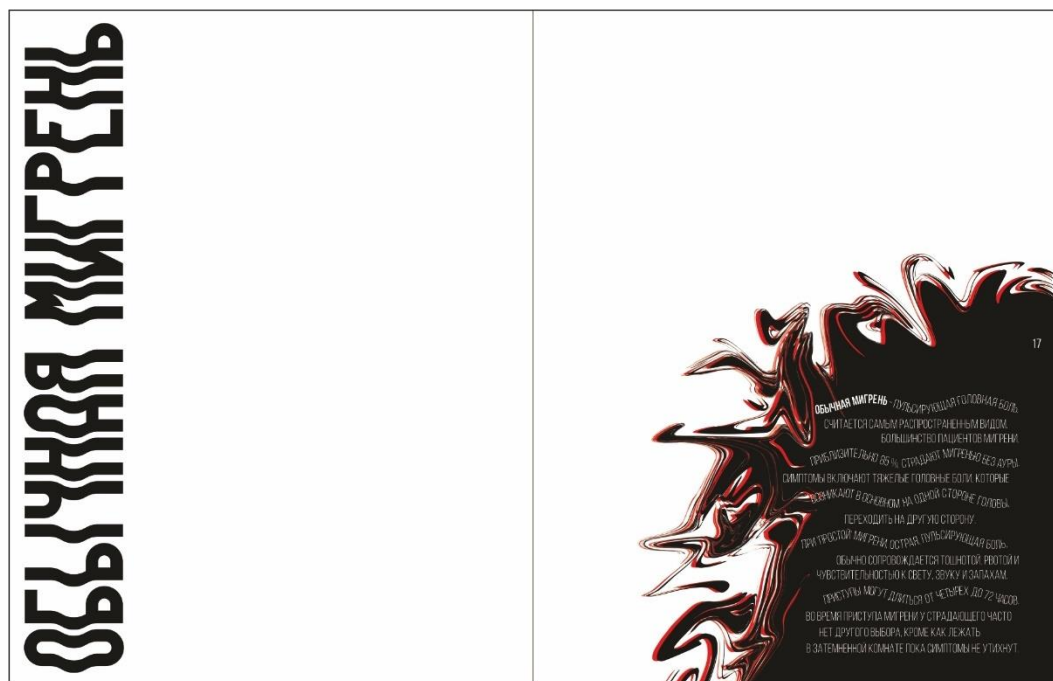 ОБЫЧНАЯ МИГРЕНЬ
17
ОБЫЧНАЯ МИГРЕНЬ - ПУЛЬСИРУЮЩАЯ ГОЛОВНАЯ БОЛЬ.
СЧИТАЕТСЯ САМЫМ РАСПРОСТРАНЕННЫМ ВИДОМ.
БОЛЬШИНСТВО ПАЦИЕНТОВ МИГРЕНИ,
ПРИБЛИЗИТЕЛЬНО 85 %, СТРАДАЮТ МИГРЕНЬЮ БЕЗ АУРЫ.
СИМПТОМЫ ВКЛЮЧАЮТ ТЯЖЕЛЫЕ ГОЛОВНЫЕ БОЛИ, КОТОРЫЕ
ВОЗНИКАЮТ В ОСНОВНОМ НА ОДНОЙ СТОРОНЕ ГОЛОВЫ,
ПЕРЕХОДИТЬ НА ДРУГУЮ СТОРОНУ.
ПРИ ПРОСТОЙ МИГРЕНИ, ОСТРАЯ, ПУЛЬСИРУЮЩАЯ БОЛЬ,
ОБЫЧНО СОПРОВОЖДАЕТСЯ ТОШНОТОЙ, РВОТОЙ И
ЧУВСТВИТЕЛЬНОСТЬЮ К СВЕТУ, ЗВУКУ И ЗАПАХАМ.
ПРИСТУПЫ МОГУТ ДЛИТЬСЯ ОТ ЧЕТЫРЕХ ДО 72 ЧАСОВ.
ВО ВРЕМЯ ПРИСТУПА МИГРЕНИ У СТРАДАЮЩЕГО ЧАСТО
НЕТ ДРУГОГО ВЫБОРА, КРОМЕ КАК ЛЕЖАТЬ
В ЗАТЕМНЕННОЙ КОМНАТЕ ПОКА СИМПТОМЫ НЕ УТИХНУТ.